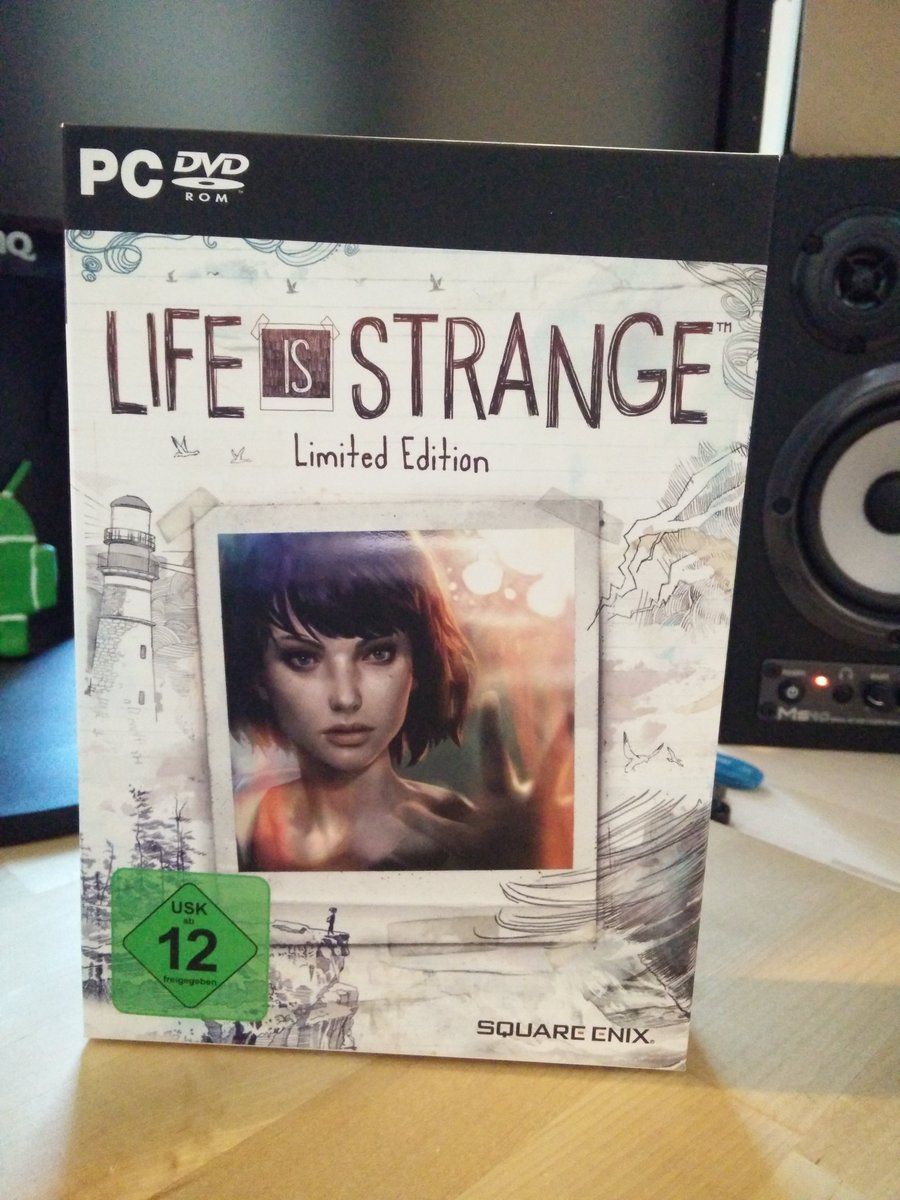 PC DVD
ROM
LIFE IS STRANGE™
Limited Edition
USK
ab
12
freigegeben
SQUARE ENIX.